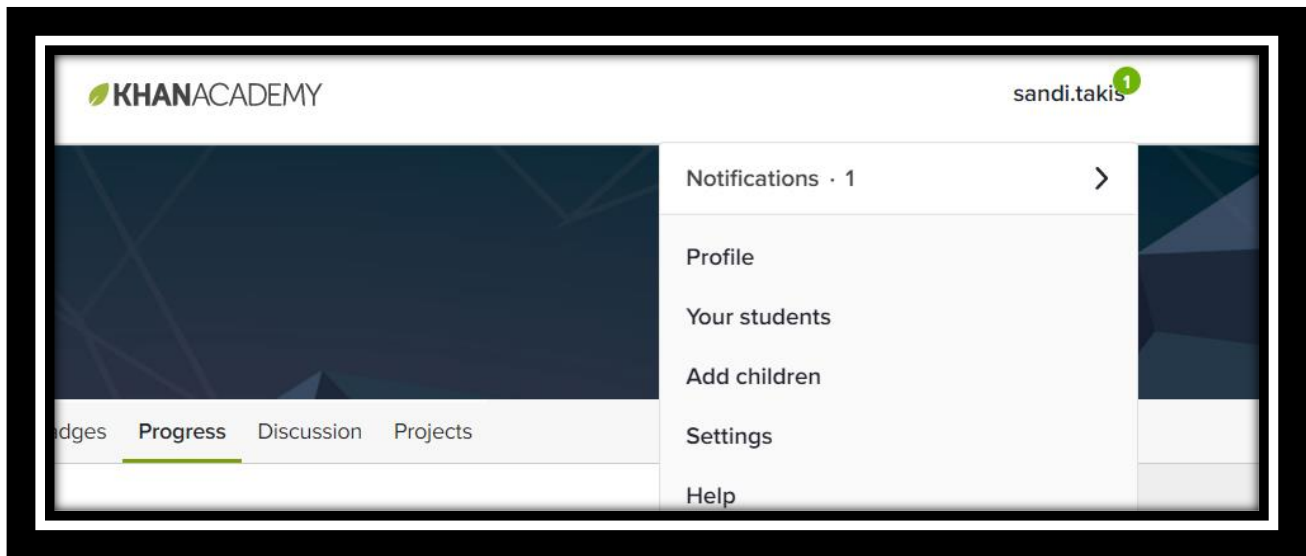 KHANACADEMY
sandi.takis 1
Notifications · 1
Profile
Your students
Add children
Settings
Help
Progress Discussion Projects